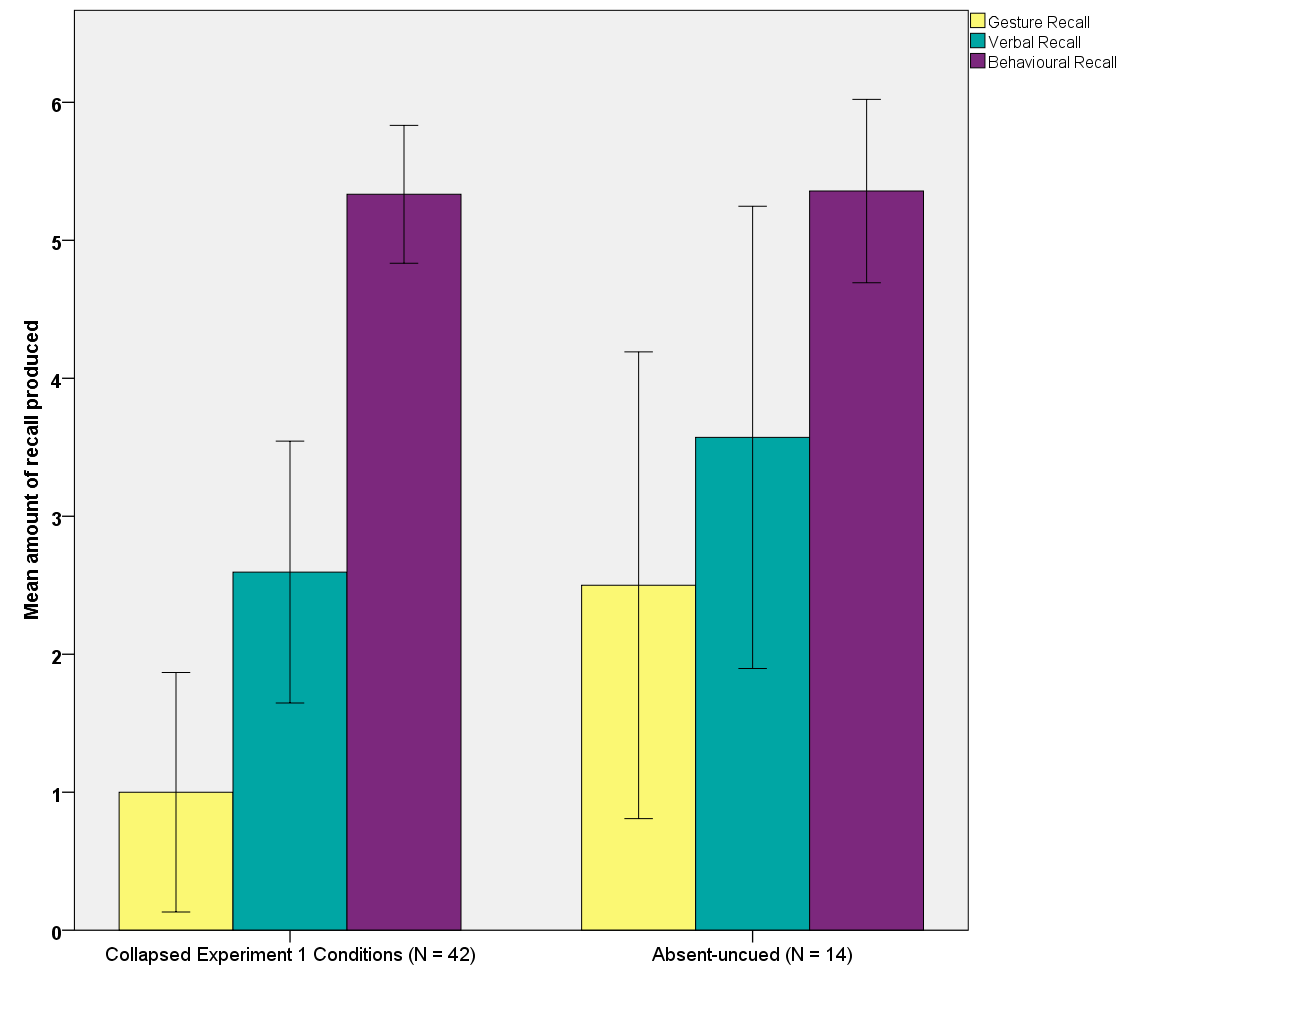 Gesture Recall
Verbal Recall
Behavioural Recall
Mean amount of recall produced
6
5
4
3
2
1
0
Collapsed Experiment 1 Conditions (N = 42)
Absent-uncued (N = 14)